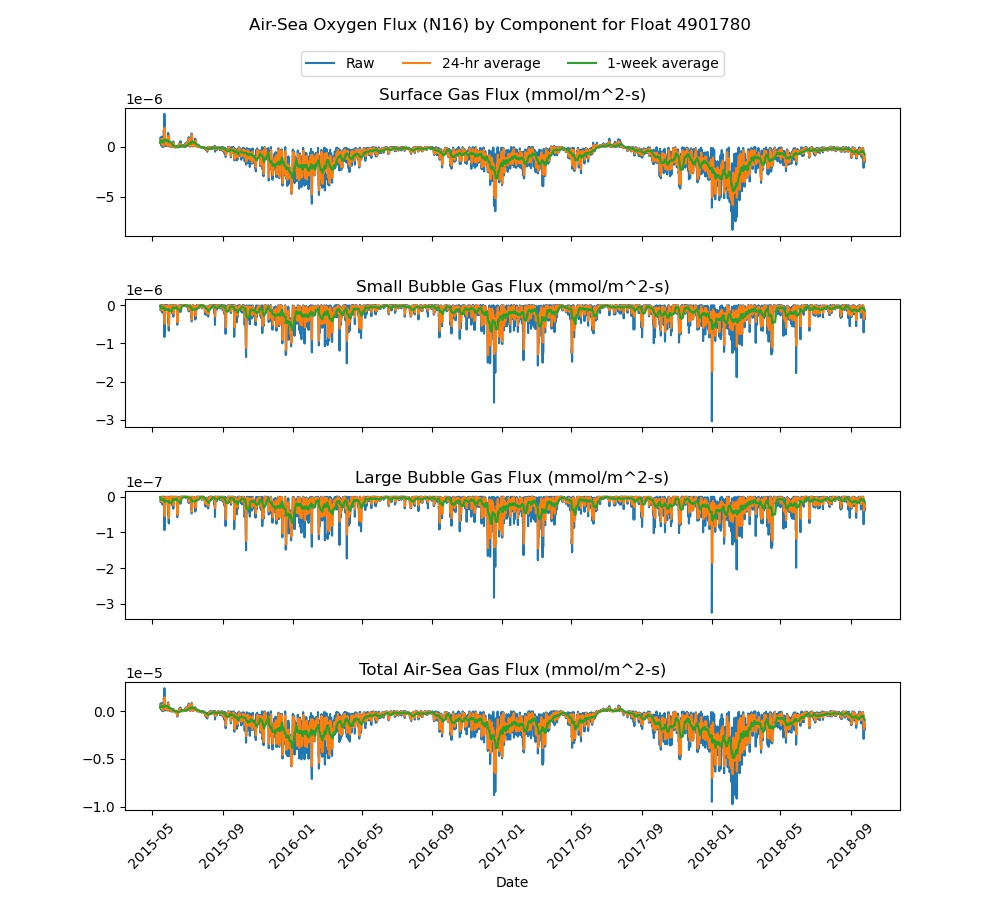 Air-Sea Oxygen Flux (N16) by Component for Float 4901780
Raw 24-hr average 1-week average
Surface Gas Flux (mmol/m^2-s)
1e−6
0
−5
Small Bubble Gas Flux (mmol/m^2-s)
1e−6
0
−1
−2
−3
Large Bubble Gas Flux (mmol/m^2-s)
1e−7
0
−1
−2
−3
Total Air-Sea Gas Flux (mmol/m^2-s)
1e−5
0.0
−0.5
−1.0
2015-05 2015-09 2016-01 2016-05 2016-09 2017-01 2017-05 2017-09 2018-01 2018-05 2018-09
Date